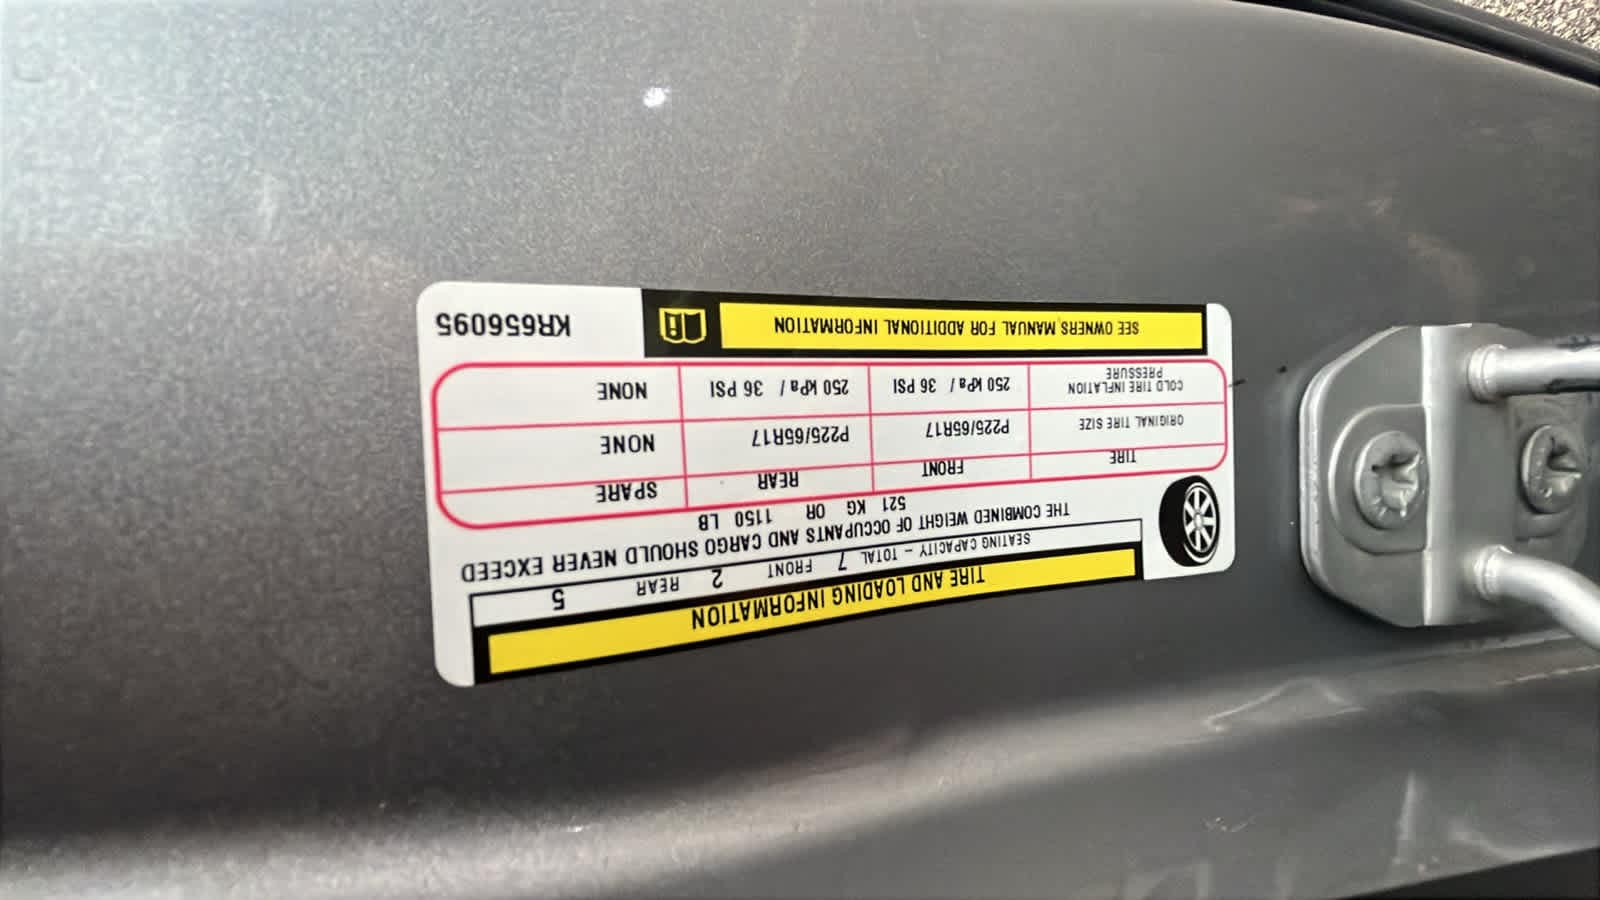 TIRE AND LOADING INFORMATION
SEATING CAPACITY - TOTAL 7 FRONT 2 REAR 5
THE COMBINED WEIGHT OF OCCUPANTS AND CARGO SHOULD NEVER EXCEED
521 KG OR 1150 LB
TIRE FRONT REAR SPARE
ORIGINAL TIRE SIZE P225/65R17 P225/65R17 NONE
COLD TIRE INFLATION
PRESSURE 250 kPa / 36 PSI 250 kPa / 36 PSI NONE
SEE OWNERS, MANUAL FOR ADDITIONAL INFORMATION KR656095